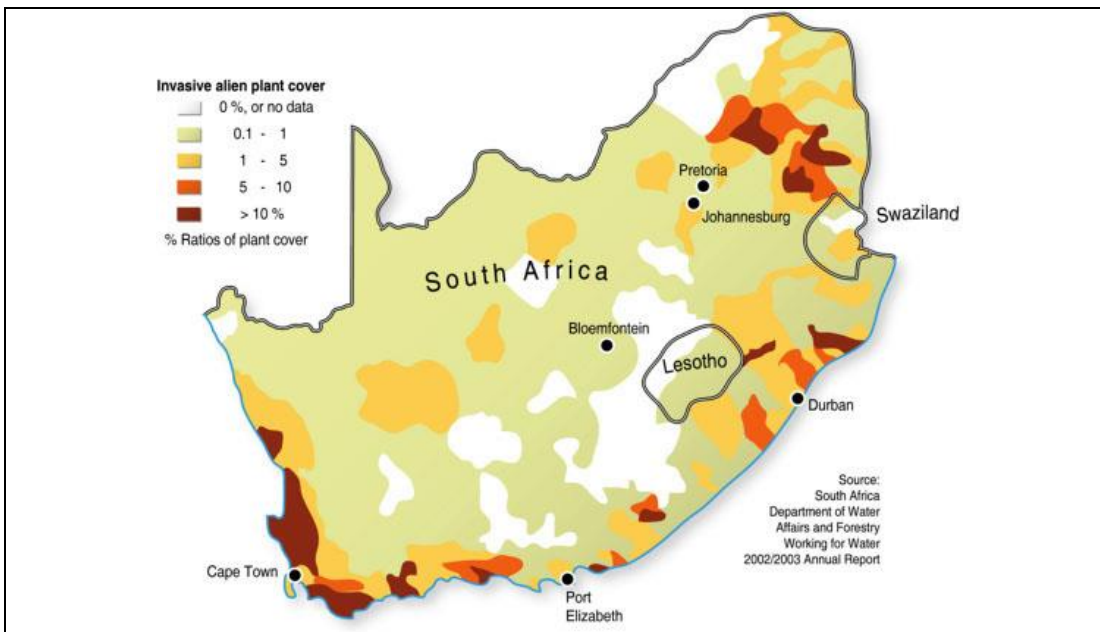 Invasive alien plant cover
0 %, or no data
0.1 - 1
1 - 5
5 - 10
> 10 %
% Ratios of plant cover
Pretoria
Johannesburg
Swaziland
South Africa
Bloemfontein
Lesotho
Durban
Source:
South Africa
Department of Water
Affairs and Forestry
Working for Water
2002/2003 Annual Report
Cape Town
Port
Elizabeth